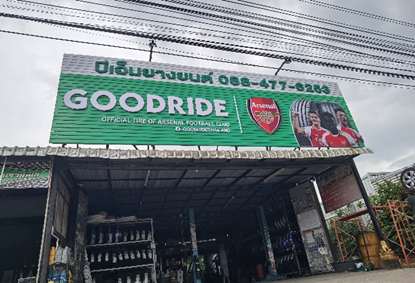 บีเอ็มยางยนต์ 088-477-6263
GOODRIDE
Arsenal
OFFICIAL TIRE OF ARSENAL FOOTBALL CLUB
GOODRIDETHAILAND